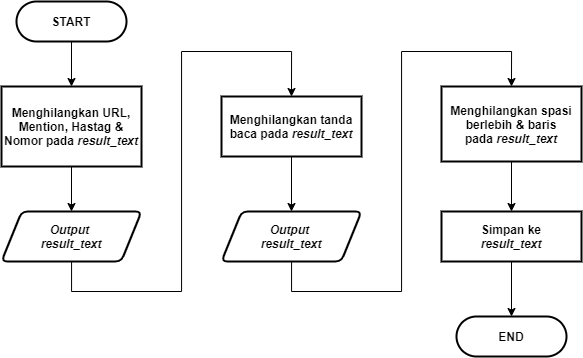 START
Menghilangkan URL,
Mention, Hastag &
Nomor pada result_text
Output
result_text
Menghilangkan tanda
baca pada result_text
Output
result_text
Menghilangkan spasi
berlebih & baris
pada result_text
Simpan ke
result_text
END